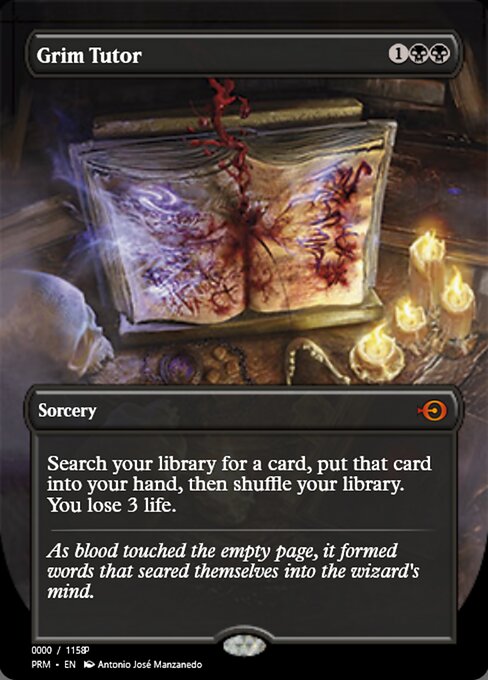 Grim Tutor 1
Sorcery
Search your library for a card, put that card
into your hand, then shuffle your library.
You lose 3 life.
As blood touched the empty page, it formed
words that seared themselves into the wizard's
mind.
0000 / 1158P
PRM • EN Antonio José Manzanedo